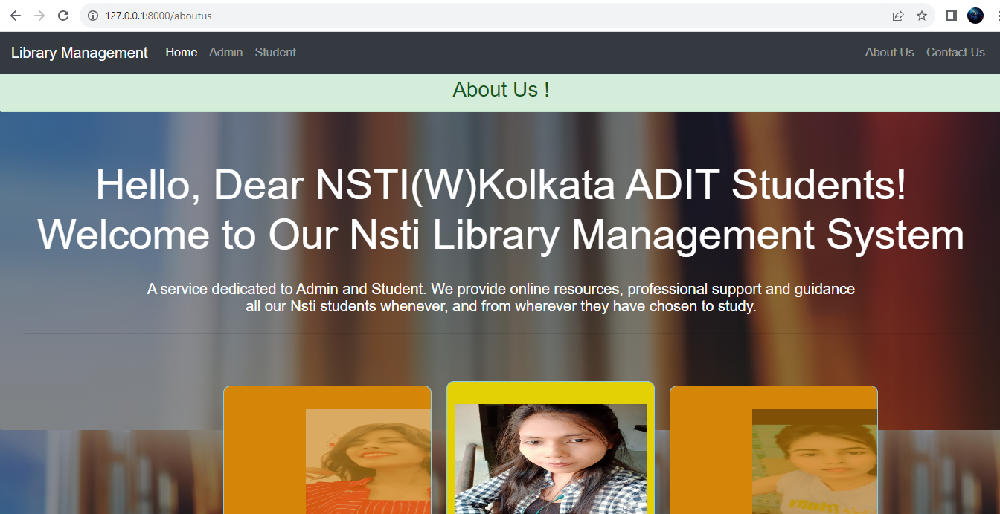 127.0.0.1:8000/aboutus
Library Management Home Admin Student About Us Contact Us
About Us !
Hello, Dear NSTI(W)Kolkata ADIT Students!
Welcome to Our Nsti Library Management System
A service dedicated to Admin and Student. We provide online resources, professional support and guidance
all our Nsti students whenever, and from wherever they have chosen to study.